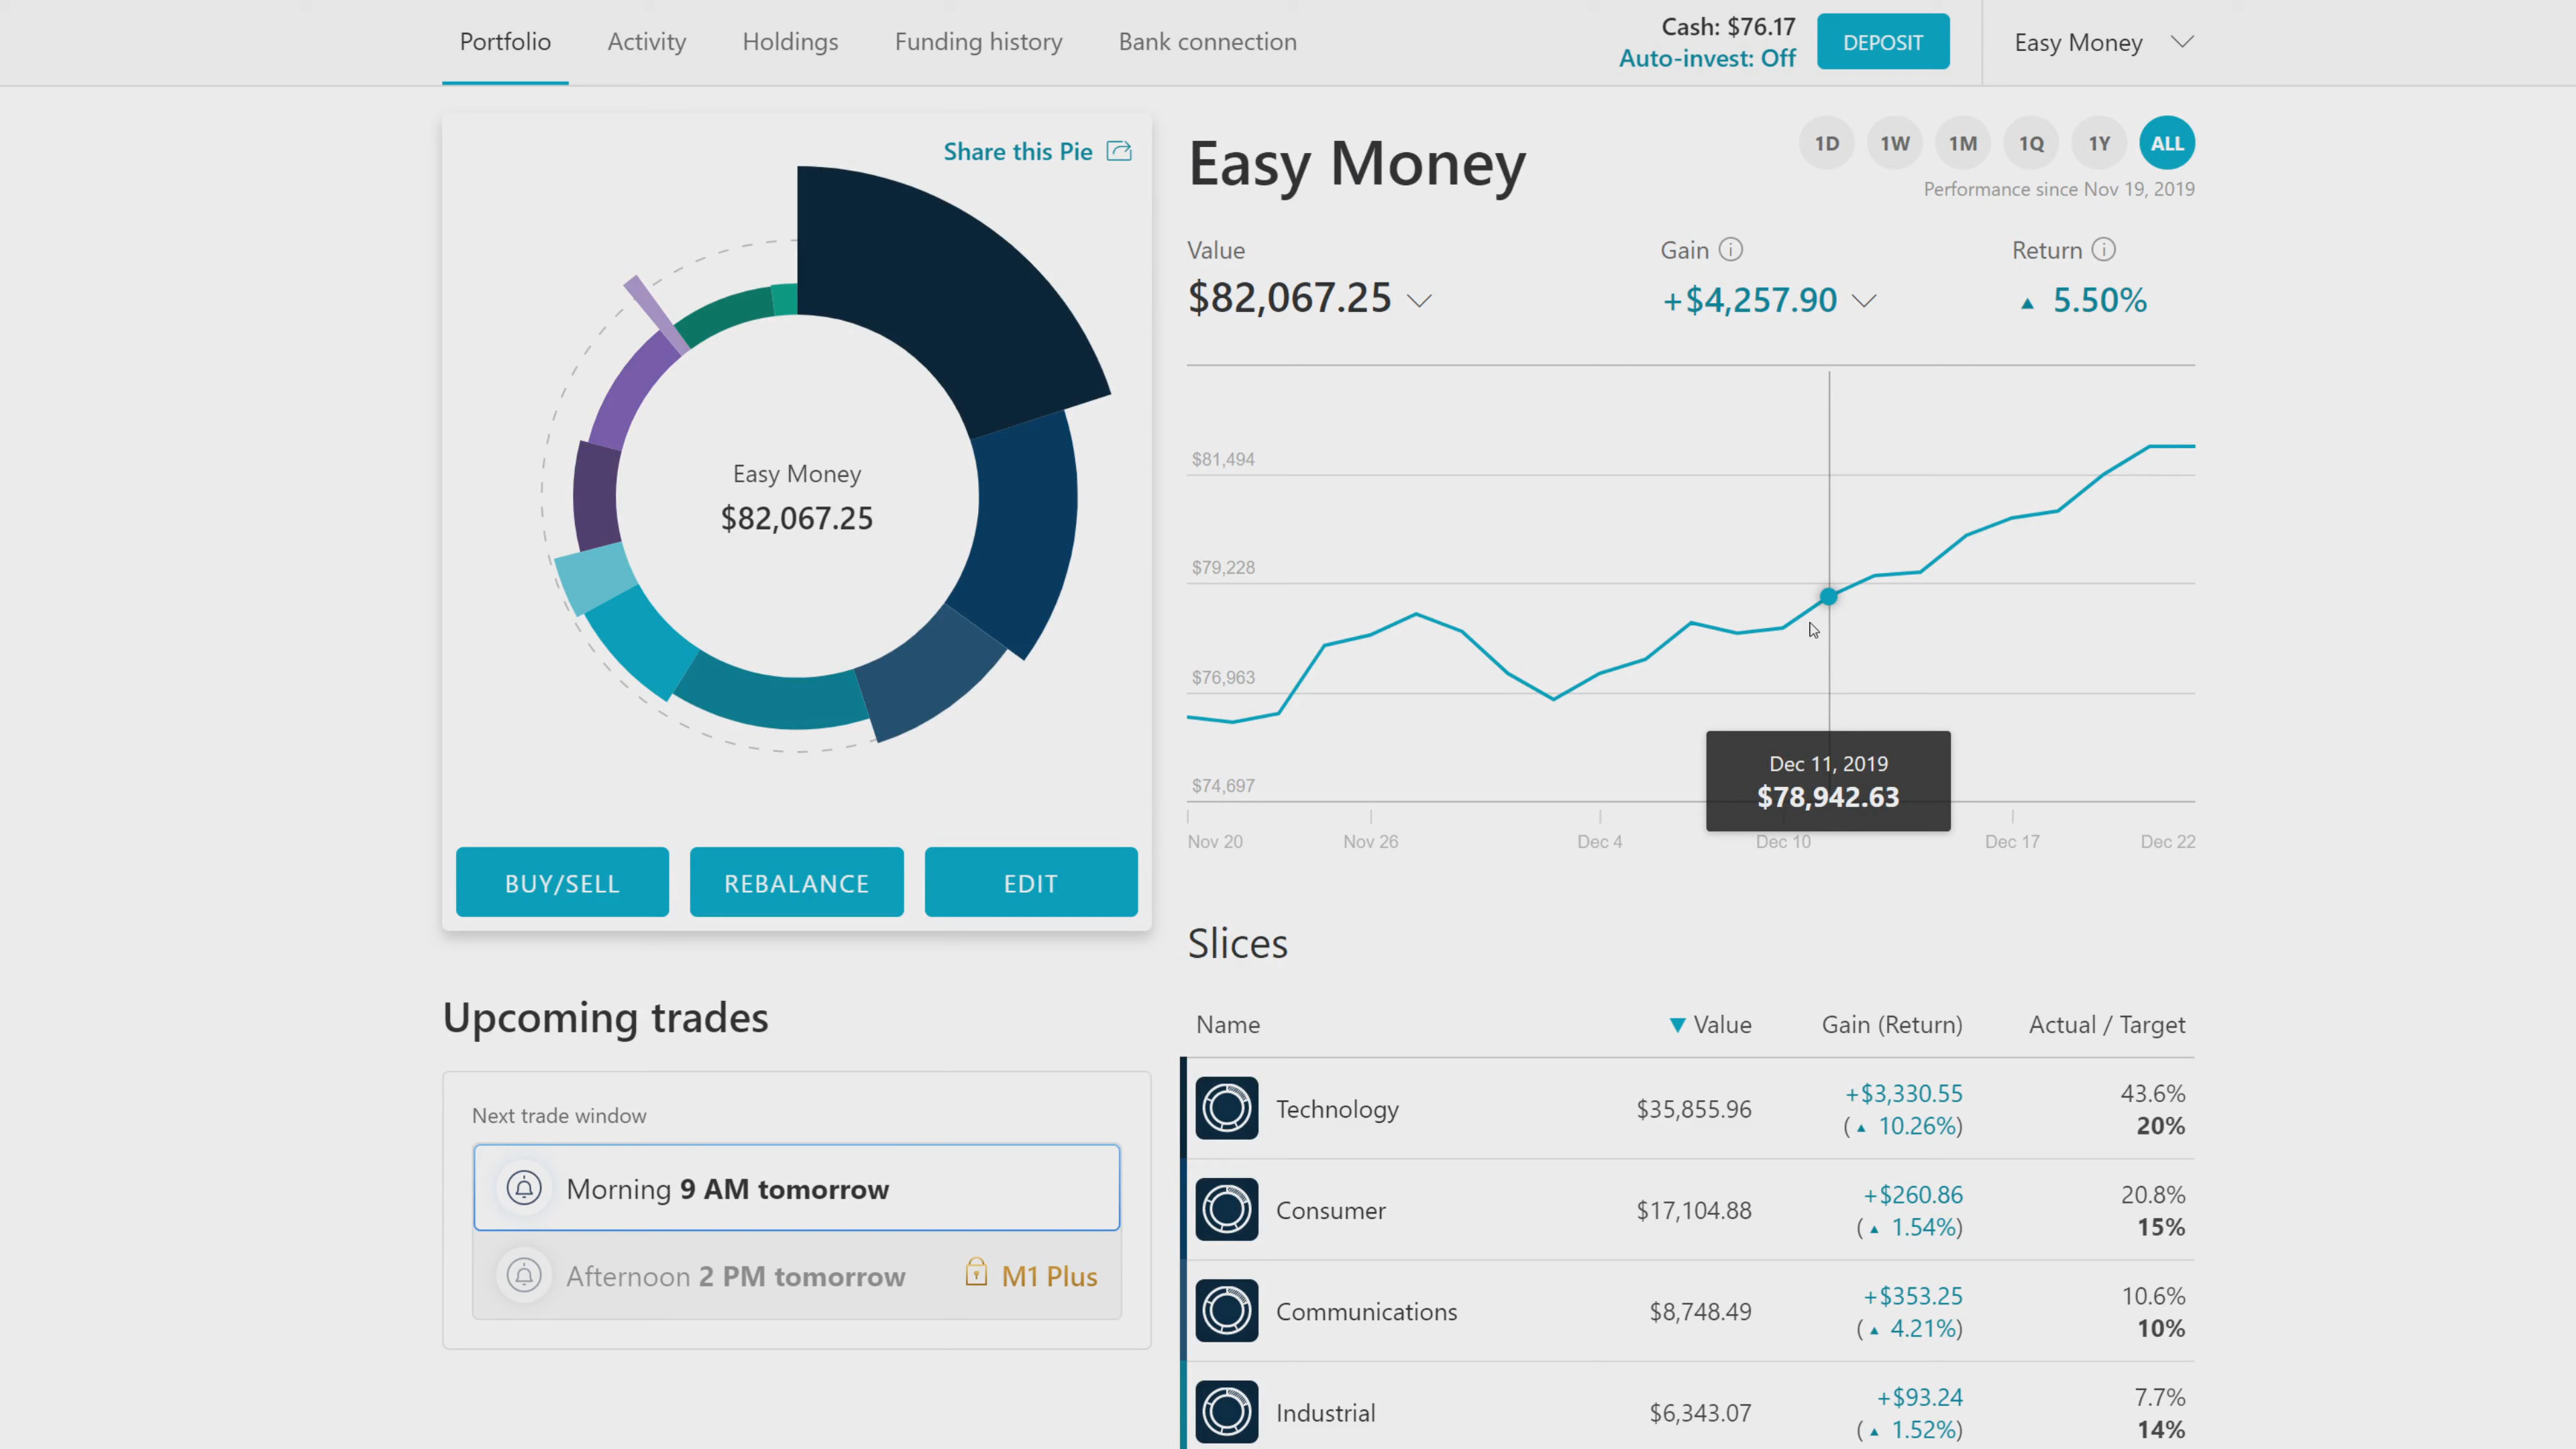 Portfolio
Activity
Holdings
Funding history
Bank connection
Cash: $76.17
Auto-invest: Off
DEPOSIT
Easy Money
Share this Pie
Easy Money
$82,067.25
BUY/SELL
REBALANCE
EDIT
Easy Money
1D
1W
1M
1Q
1Y
ALL
Performance since Nov 19, 2019
Value
$82,067.25
Gain
+$4,257.90
Return
▲ 5.50%
$81,494
$79,228
$76,963
$74,697
Dec 11, 2019
$78,942.63
Nov 20
Nov 26
Dec 4
Dec 10
Dec 17
Dec 22
Upcoming trades
Next trade window
Morning 9 AM tomorrow
Afternoon 2 PM tomorrow
M1 Plus
Slices
Name ▼ Value Gain (Return) Actual / Target
Technology $35,855.96 +$3,330.55 43.6%
(▲ 10.26%) 20%
Consumer $17,104.88 +$260.86 20.8%
(▲ 1.54%) 15%
Communications $8,748.49 +$353.25 10.6%
(▲ 4.21%) 10%
Industrial $6,343.07 +$93.24 7.7%
(▲ 1.52%) 14%